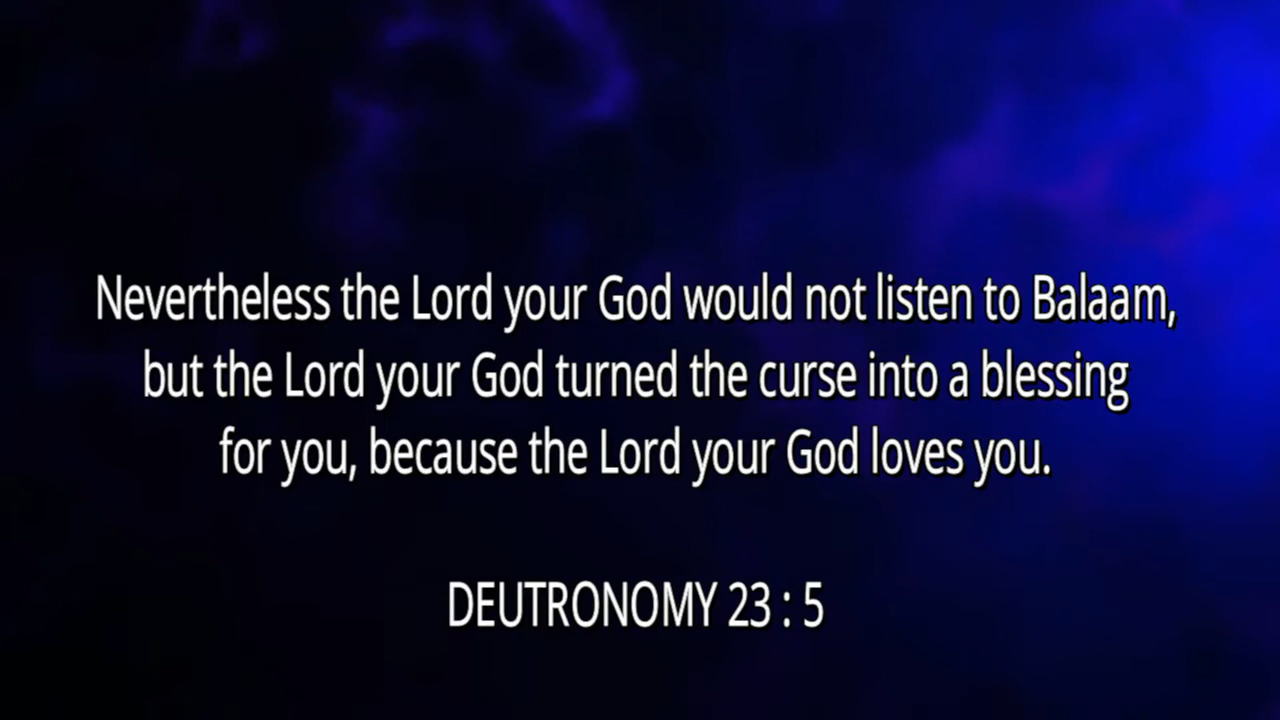 Nevertheless the Lord your God would not listen to Balaam,
but the Lord your God turned the curse into a blessing
for you, because the Lord your God loves you.
DEUTRONOMY 23 : 5